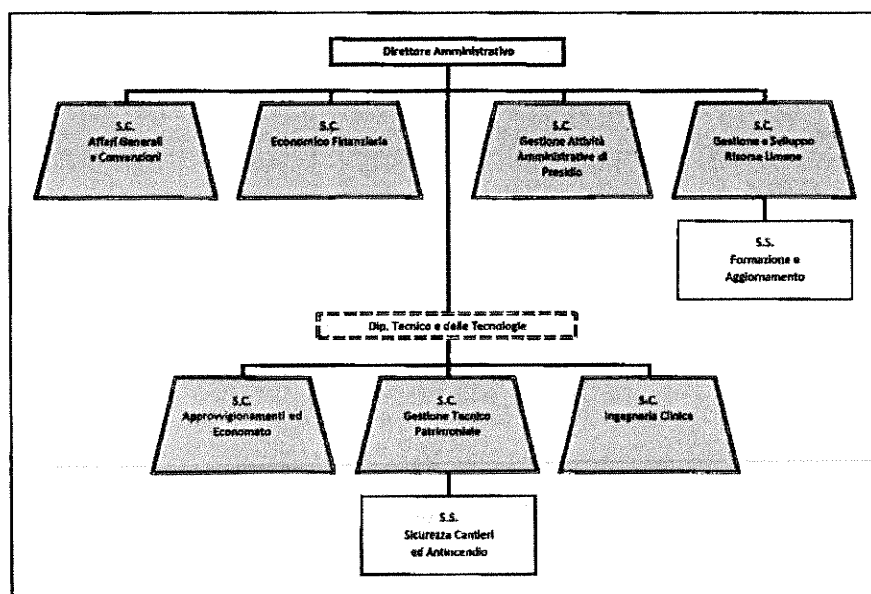 Direttore Amministrativo
S.C.
Affari Generali
e Convenzioni
S.C.
Economico Finanziaria
S.C.
Gestione Attività
Amministrative di
Presidio
S.C.
Gestione e Sviluppo
Risorse Umane
S.S.
Formazione e
Aggiornamento
Dip. Tecnico e delle Tecnologie
S.C.
Approvvigionamenti ed
Economato
S.C.
Gestione Tecnico
Patrimoniale
S.C.
Ingegneria Clinica
S.S.
Sicurezza Cantieri
ed Antincendio